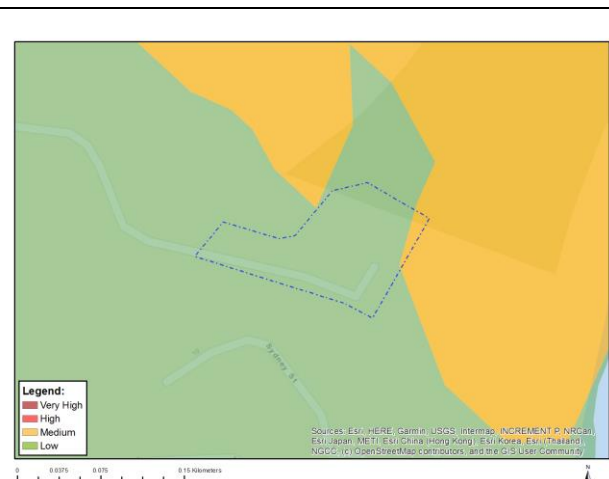 Sydney St
Legend:
Very High
High
Medium
Low
Sources: Esri, HERE, Garmin, USGS, Intermap, INCREMENT P, NRCan,
Esri Japan, METI, Esri China (Hong Kong), Esri Korea, Esri (Thailand),
NGCC, (c) OpenStreetMap contributors, and the GIS User Community
0 0.0375 0.075 0.15 Kilometers
N